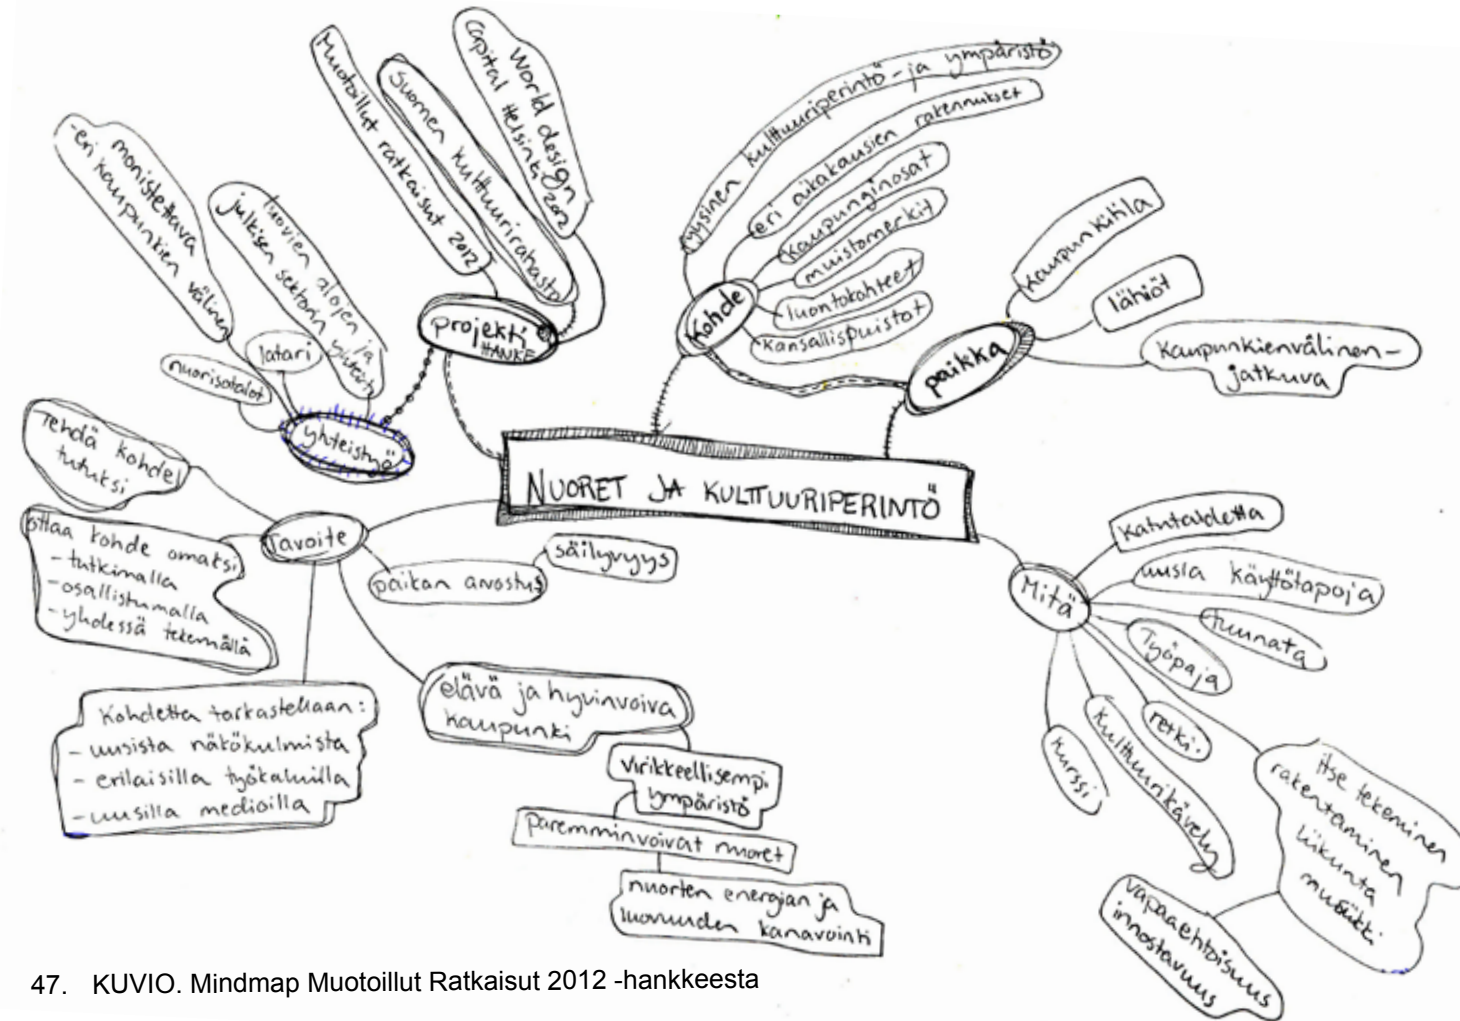 NUORET JA KULTTUURIPERINTÖ
projekti
HANKE
Muotoillut ratkaisut 2012
Suomen kulttuurirahasto
World design
capital Helsinki 2012
yhteistyö
monistettava
-eri kaupunkien välinen
luovien alojen ja
julkisen sektorin yhteistyö
latari
nuorisotalot
Kohde
fyysinen kulttuuriperintö- ja ympäristö
eri aikakausien rakennukset
kaupunginosat
muistomerkit
luontokohteet
kansallispuistot
paikka
kaupunkitila
lähiöt
kaupunkienvälinen-
jatkuva
Tavoite
Tehdä kohde
tutuksi
ottaa kohde omaksi
- tutkimalla
- osallistumalla
- yhdessä tekemällä
Kohdetta tarkastellaan:
- uusista näkökulmista
- erilaisilla työkaluilla
- uusilla medioilla
paikan arvostus
säilyvyys
elävä ja hyvinvoiva
kaupunki
virikkeellisempi
ympäristö
paremminvoivat nuoret
nuorten energian ja
luovuuden kanavointi
Mitä
katutaidetta
uusia käyttötapoja
tuunata
Työpaja
retki.
kulttuurikävely
kurssi
itse tekeminen
rakentaminen
liikunta
musiikki
vapaaehtoisuus
innostavuus
47. KUVIO. Mindmap Muotoillut Ratkaisut 2012 -hankkeesta